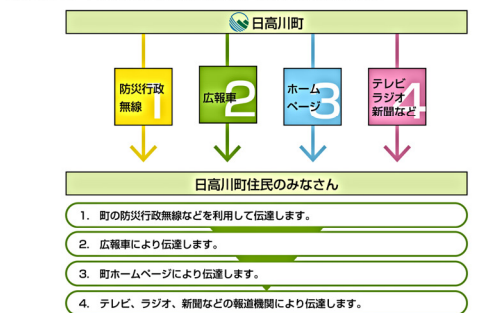 日高川町
防災行政
無線
1
広報車
2
ホーム
ページ
3
テレビ
ラジオ
新聞など
4
日高川町住民のみなさん
1. 町の防災行政無線などを利用して伝達します。
2. 広報車により伝達します。
3. 町ホームページにより伝達します。
4. テレビ、ラジオ、新聞などの報道機関により伝達します。